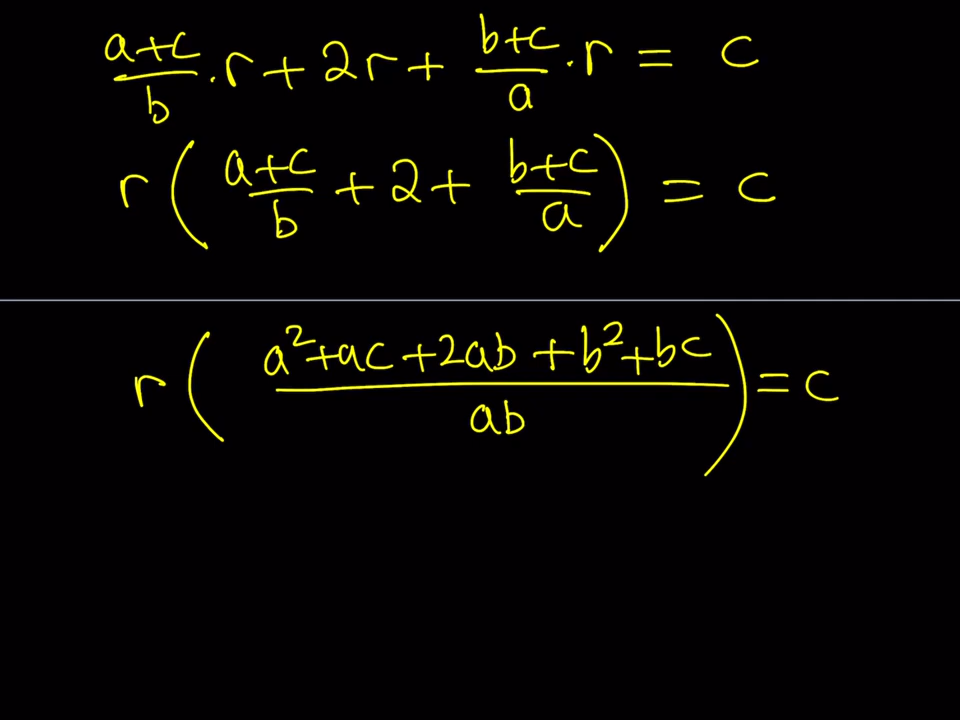 (a+c)/b · r + 2r + (b+c)/a · r = c
r ( (a+c)/b + 2 + (b+c)/a ) = c
r ( (a²+ac+2ab+b²+bc)/ab ) = c